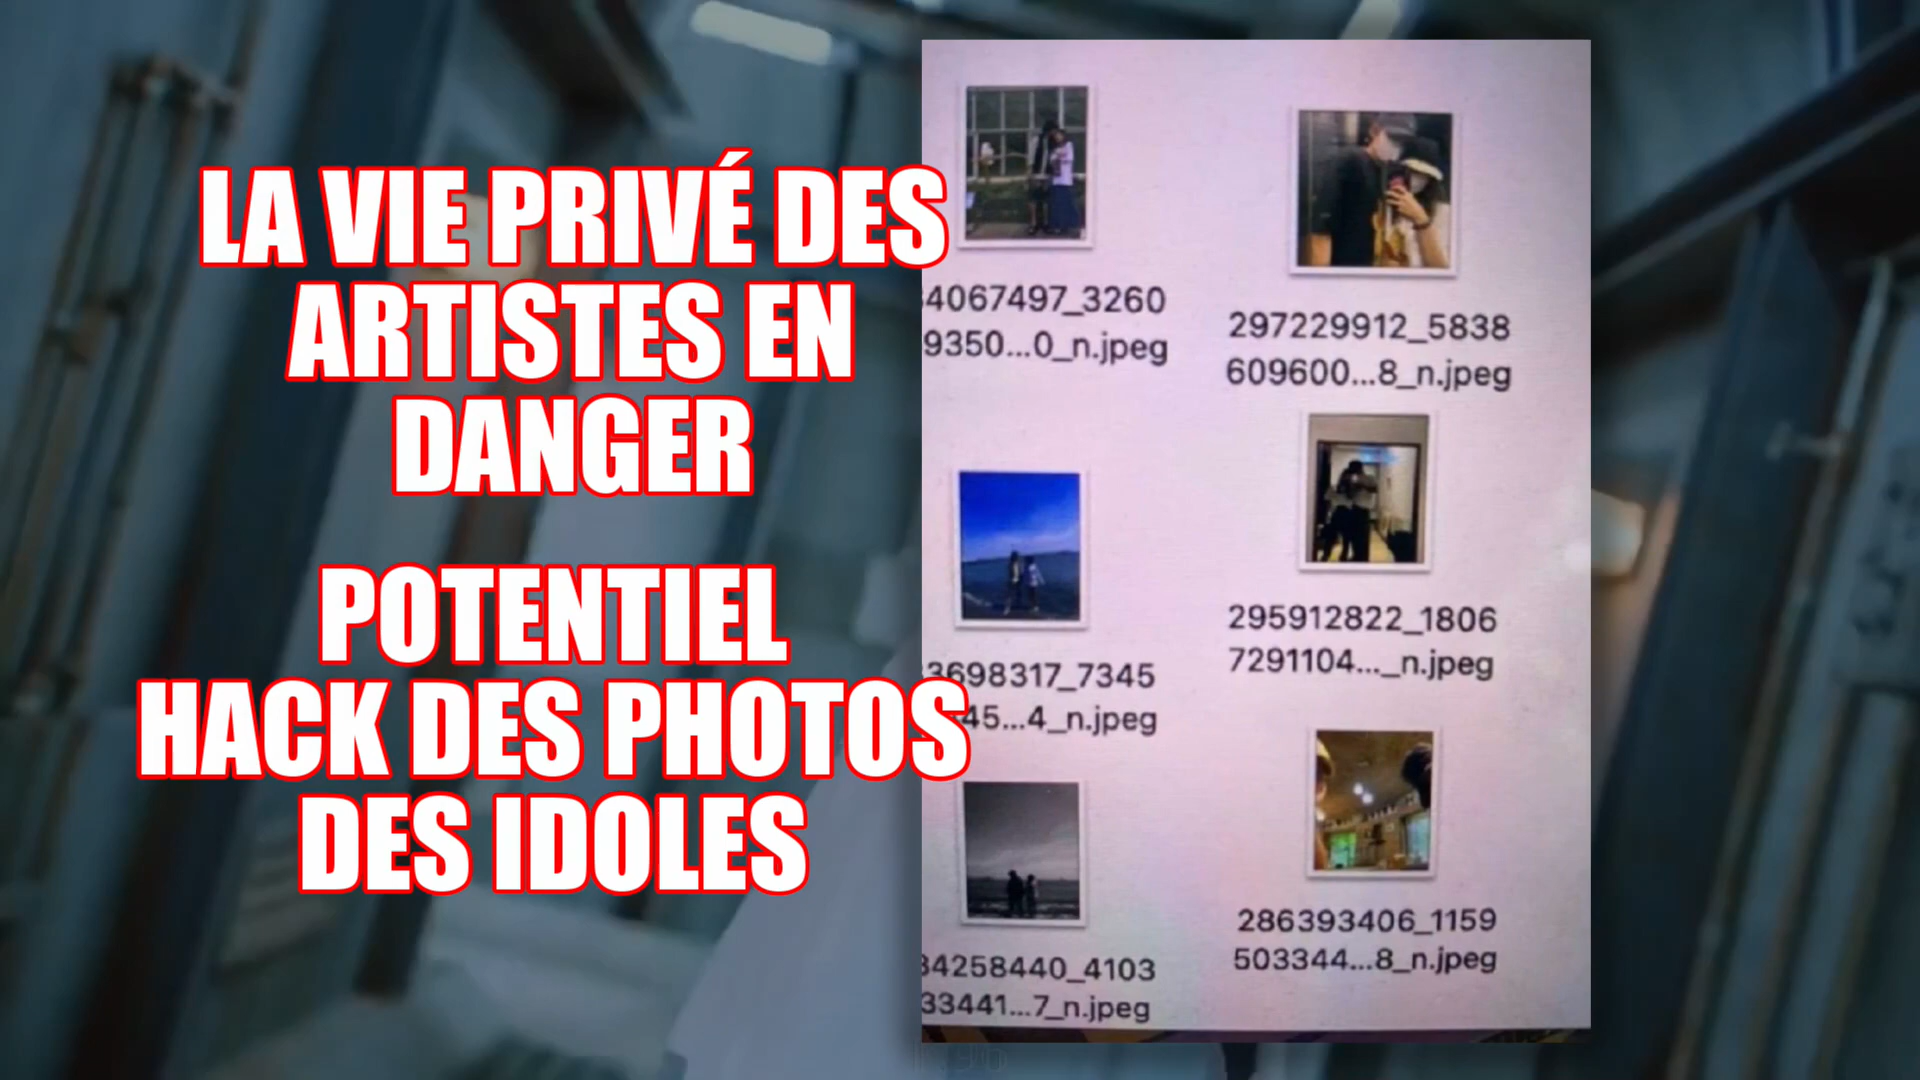 LA VIE PRIVÉ DES
ARTISTES EN
DANGER
POTENTIEL
HACK DES PHOTOS
DES IDOLES
4067497_3260
9350...0_n.jpeg
297229912_5838
609600...8_n.jpeg
295912822_1806
7291104..._n.jpeg
3698317_7345
45...4_n.jpeg
286393406_1159
503344...8_n.jpeg
34258440_4103
33441...7_n.jpeg